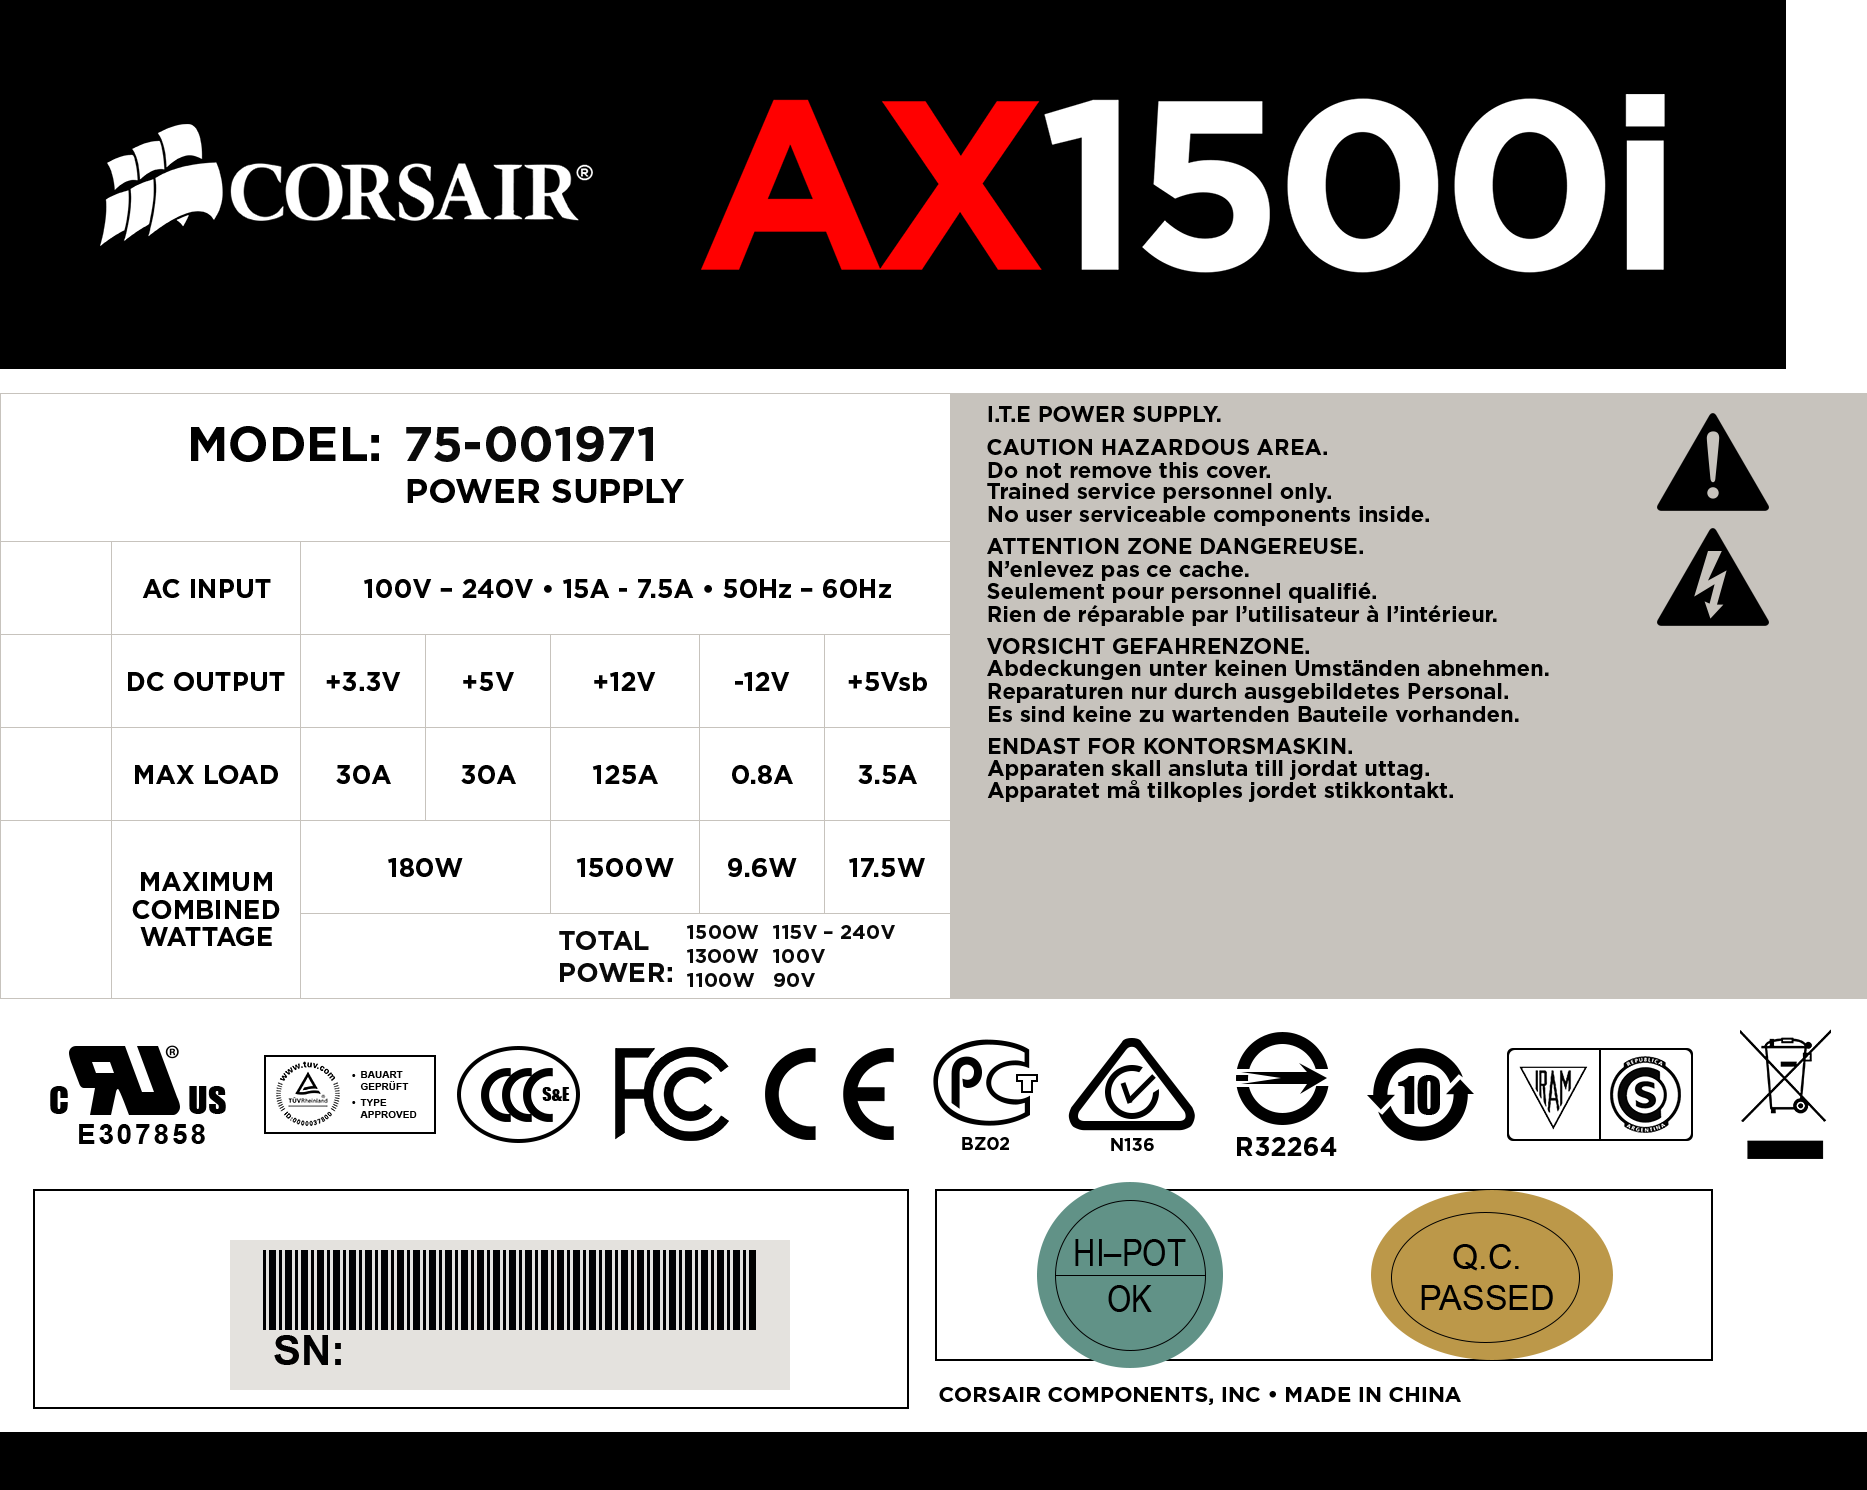 CORSAIR®
AX1500i
MODEL: 75-001971
POWER SUPPLY
AC INPUT 100V – 240V • 15A - 7.5A • 50Hz – 60Hz
DC OUTPUT +3.3V +5V +12V -12V +5Vsb
MAX LOAD 30A 30A 125A 0.8A 3.5A
MAXIMUM
COMBINED
WATTAGE
180W 1500W 9.6W 17.5W
TOTAL
POWER:
1500W 115V – 240V
1300W 100V
1100W 90V
I.T.E POWER SUPPLY.
CAUTION HAZARDOUS AREA.
Do not remove this cover.
Trained service personnel only.
No user serviceable components inside.
ATTENTION ZONE DANGEREUSE.
N’enlevez pas ce cache.
Seulement pour personnel qualifié.
Rien de réparable par l’utilisateur à l’intérieur.
VORSICHT GEFAHRENZONE.
Abdeckungen unter keinen Umständen abnehmen.
Reparaturen nur durch ausgebildetes Personal.
Es sind keine zu wartenden Bauteile vorhanden.
ENDAST FOR KONTORSMASKIN.
Apparaten skall ansluta till jordat uttag.
Apparatet må tilkoples jordet stikkontakt.
C RU® US
E307858
www.tuv.com
TÜVRheinland®
ID:0000037800
• BAUART
GEPRÜFT
• TYPE
APPROVED
CCC S&E
FCC
CE
PCT
BZ02
N136
R32264
10
IRAM
REPUBLICA
S
ARGENTINA
SN:
HI–POT
OK
Q.C.
PASSED
CORSAIR COMPONENTS, INC • MADE IN CHINA